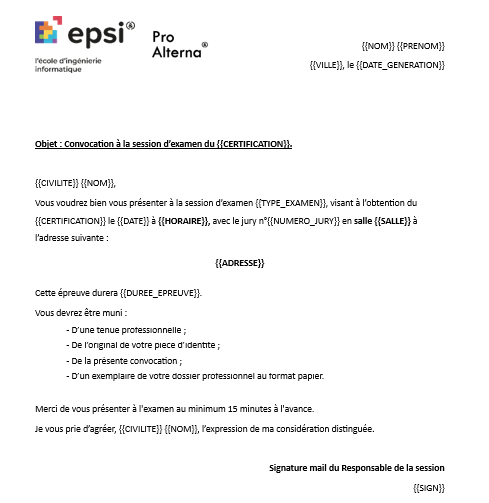 epsi®
l'école d'ingénierie
informatique
Pro
Alterna®
{{NOM}} {{PRENOM}}
{{VILLE}}, le {{DATE_GENERATION}}
Objet : Convocation à la session d'examen du {{CERTIFICATION}}.
{{CIVILITE}} {{NOM}},
Vous voudrez bien vous présenter à la session d'examen {{TYPE_EXAMEN}}, visant à l'obtention du
{{CERTIFICATION}} le {{DATE}} à {{HORAIRE}}, avec le jury n°{{NUMERO_JURY}} en salle {{SALLE}} à
l'adresse suivante :
{{ADRESSE}}
Cette épreuve durera {{DUREE_EPREUVE}}.
Vous devrez être muni :
- D'une tenue professionnelle ;
- De l'original de votre pièce d'identité ;
- De la présente convocation ;
- D'un exemplaire de votre dossier professionnel au format papier.
Merci de vous présenter à l'examen au minimum 15 minutes à l'avance.
Je vous prie d'agréer, {{CIVILITE}} {{NOM}}, l'expression de ma considération distinguée.
Signature mail du Responsable de la session
{{SIGN}}